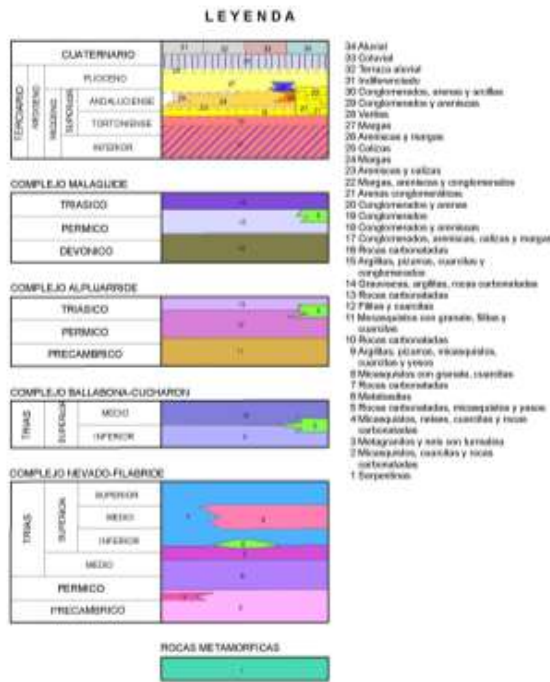 LEYENDA
CUATERNARIO
TERCIARIO
NEOGENO
PLIOCENO
MIOCENO
SUPERIOR
ANDALUCIENSE
TORTONIENSE
INFERIOR
COMPLEJO MALAGUIDE
TRIASICO
PERMICO
DEVONICO
COMPLEJO ALPUJARRIDE
TRIASICO
PERMICO
PRECAMBRICO
COMPLEJO BALLABONA-CUCHARON
TRIAS
SUPERIOR
MEDIO
INFERIOR
COMPLEJO NEVADO-FILABRIDE
TRIAS
SUPERIOR
SUPERIOR
MEDIO
INFERIOR
MEDIO
PERMICO
PRECAMBRICO
ROCAS METAMORFICAS
34 Aluvial
33 Coluvial
32 Terraza aluvial
31 Indiferenciado
30 Conglomerados, arenas y arcillas
29 Conglomerados y areniscas
28 Veritas
27 Margas
26 Areniscas y margas
25 Calizas
24 Margas
23 Areniscas y calizas
22 Margas, areniscas y conglomerados
21 Arenas conglomeráticas
20 Conglomerados y arenas
19 Conglomerados
18 Conglomerados y areniscas
17 Conglomerados, areniscas, calizas y margas
16 Rocas carbonatadas
15 Argilitas, pizarras, cuarcitas y
conglomerados
14 Grauvacas, argilitas, rocas carbonatadas
13 Rocas carbonatadas
12 Filitas y cuarcitas
11 Micasquistos con granate, filitas y
cuarcitas
10 Rocas carbonatadas
9 Argilitas, pizarras, micasquistos,
cuarcitas y yesos
8 Micasquistos con granate, cuarcitas
7 Rocas carbonatadas
6 Metabasitas
5 Rocas carbonatadas, micasquistos y yesos
4 Micasquistos, neises, cuarcitas y rocas
carbonatadas
3 Metagranitos y neis con turmalina
2 Micasquistos, cuarcitas y rocas
carbonatadas
1 Serpentinas